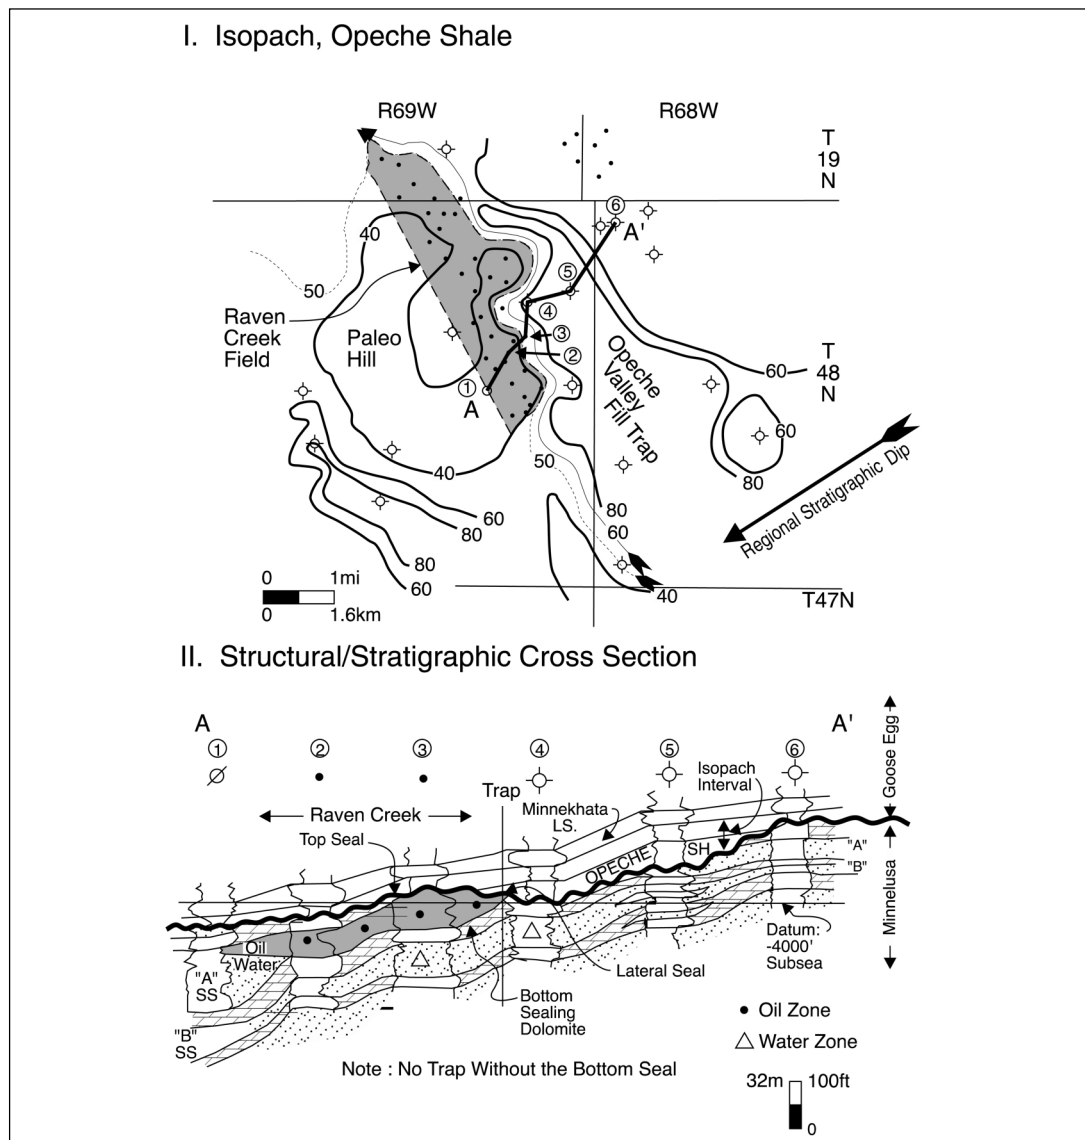 I. Isopach, Opeche Shale
R69W
R68W
T
19
N
6
A'
40
50
5
4
3
2
1
A
Raven
Creek
Field
Paleo
Hill
Opeche
Valley
Fill Trap
60
T
48
N
60
80
40
50
60
80
80
60
80
60
40
Regional Stratigraphic Dip
0 1mi
0 1.6km
T47N
II. Structural/Stratigraphic Cross Section
A
A'
1
2
3
4
5
6
Goose Egg
Minnelusa
Raven Creek
Trap
Top Seal
Minnekhata
LS.
Isopach
Interval
OPECHE
SH
"A"
"B"
Oil
Water
"A"
SS
"B"
SS
Datum:
-4000'
Subsea
Lateral Seal
Bottom
Sealing
Dolomite
Oil Zone
Water Zone
Note : No Trap Without the Bottom Seal
32m 100ft
0